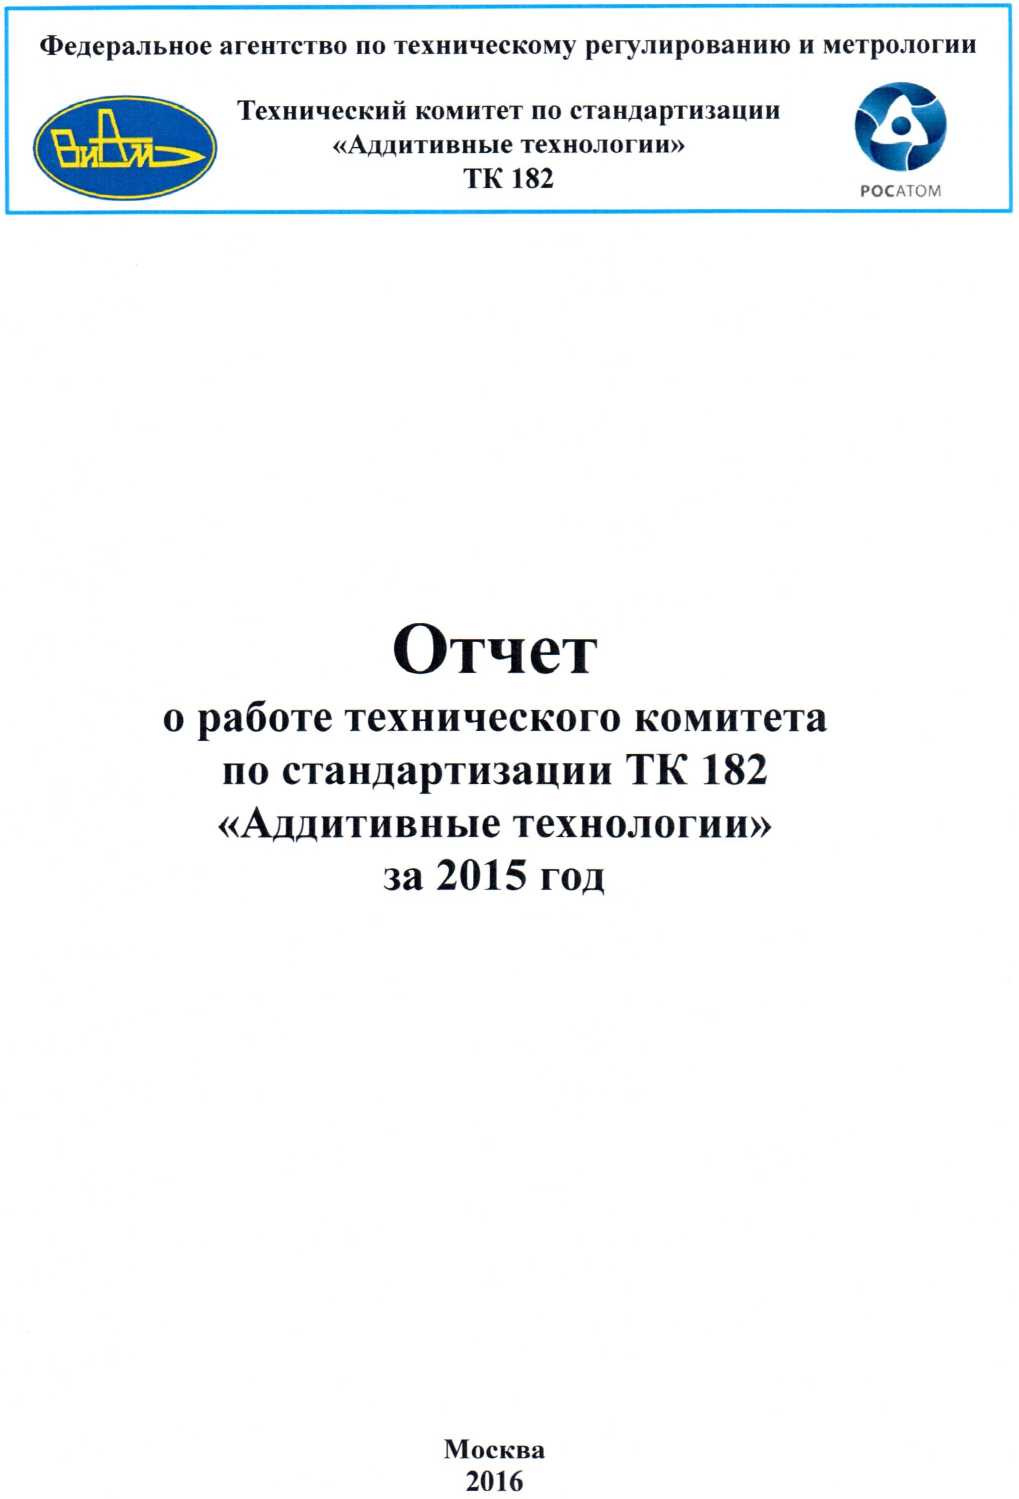 Федеральное агентство по техническому регулированию и метрологии
Технический комитет по стандартизации
«Аддитивные технологии»
ТК 182
ВИАМ
РОСАТОМ
Отчет
о работе технического комитета
по стандартизации ТК 182
«Аддитивные технологии»
за 2015 год
Москва
2016